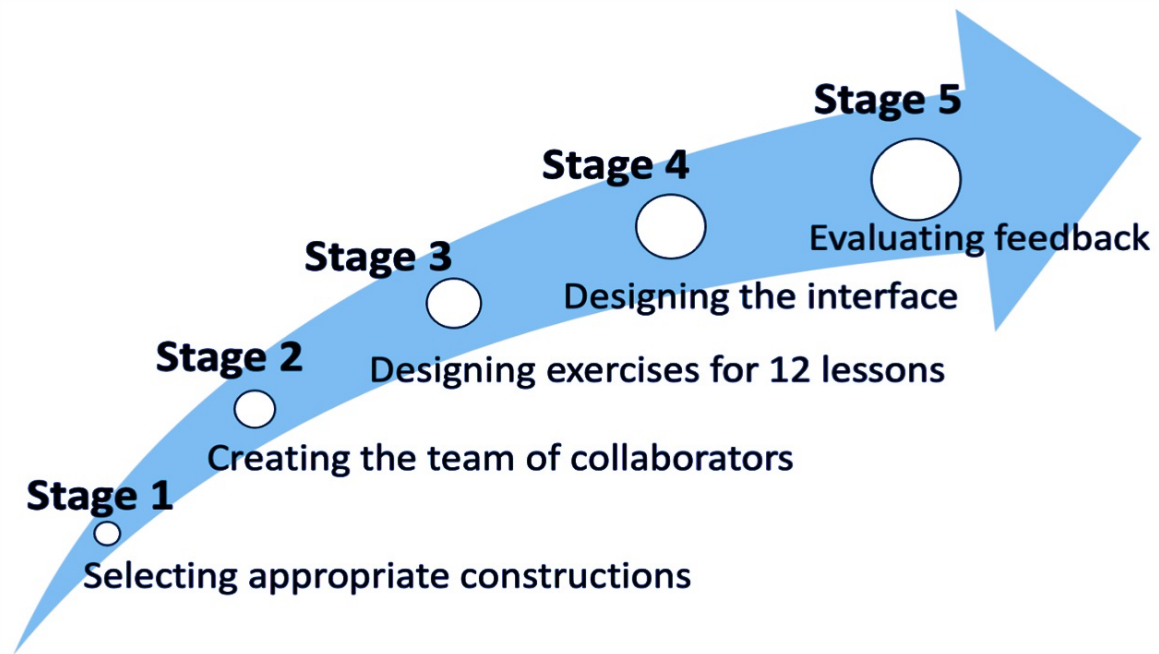 Stage 1
Selecting appropriate constructions
Stage 2
Creating the team of collaborators
Stage 3
Designing exercises for 12 lessons
Stage 4
Designing the interface
Stage 5
Evaluating feedback